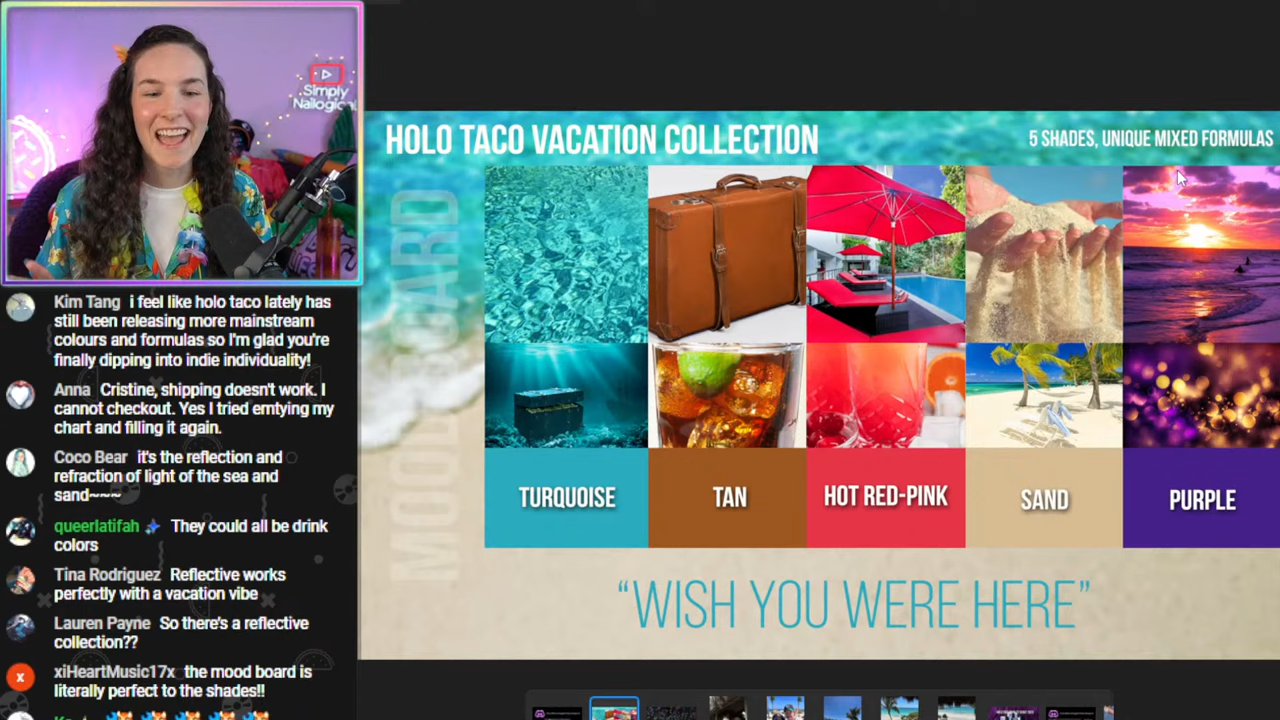 Simply
Nailogical
HOLO TACO VACATION COLLECTION
5 SHADES, UNIQUE MIXED FORMULAS
MOOD BOARD
TURQUOISE
TAN
HOT RED-PINK
SAND
PURPLE
“WISH YOU WERE HERE”
Kim Tang i feel like holo taco lately has
still been releasing more mainstream
colours and formulas so I'm glad you're
finally dipping into indie individuality!
Anna Cristine, shipping doesn't work. I
cannot checkout. Yes I tried emtying my
chart and filling it again.
Coco Bear it's the reflection and
refraction of light of the sea and
sand~~~
queerlatifah They could all be drink
colors
Tina Rodriguez Reflective works
perfectly with a vacation vibe
Lauren Payne So there's a reflective
collection??
x
xiHeartMusic17x the mood board is
literally perfect to the shades!!